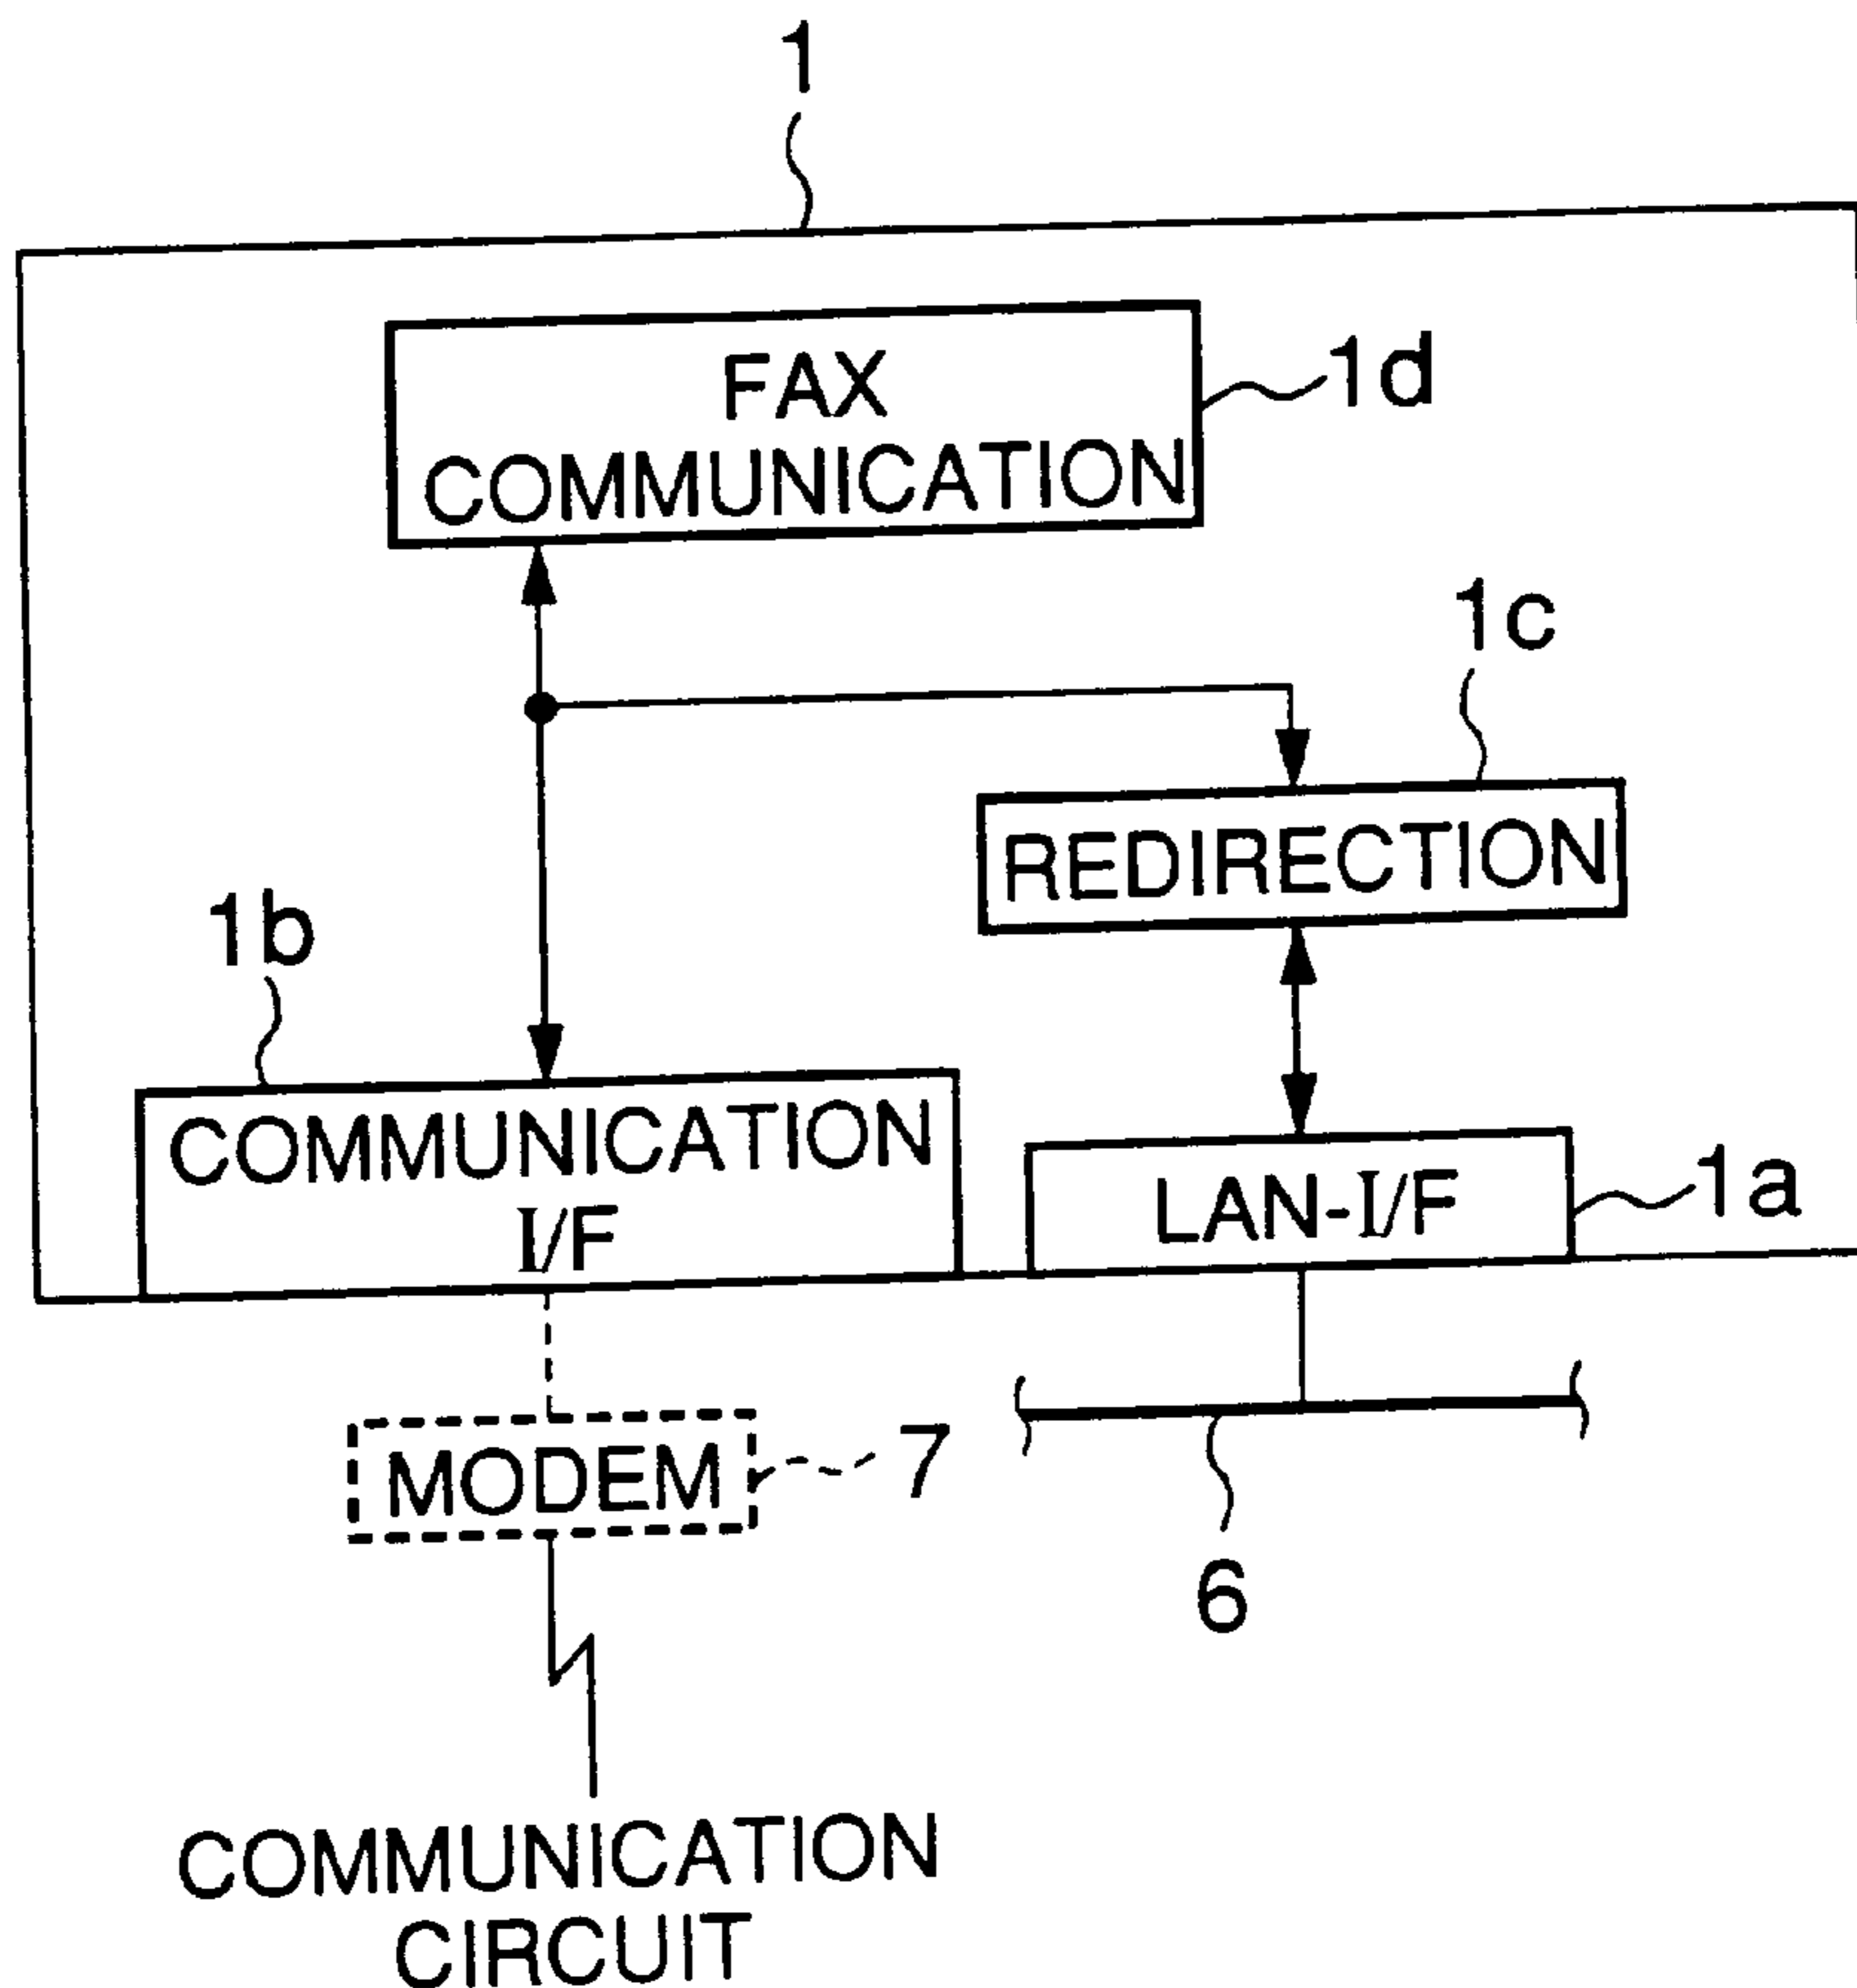 1
FAX
COMMUNICATION
1d
1c
REDIRECTION
1b
COMMUNICATION
I/F
LAN-I/F
1a
MODEM
7
6
COMMUNICATION
CIRCUIT